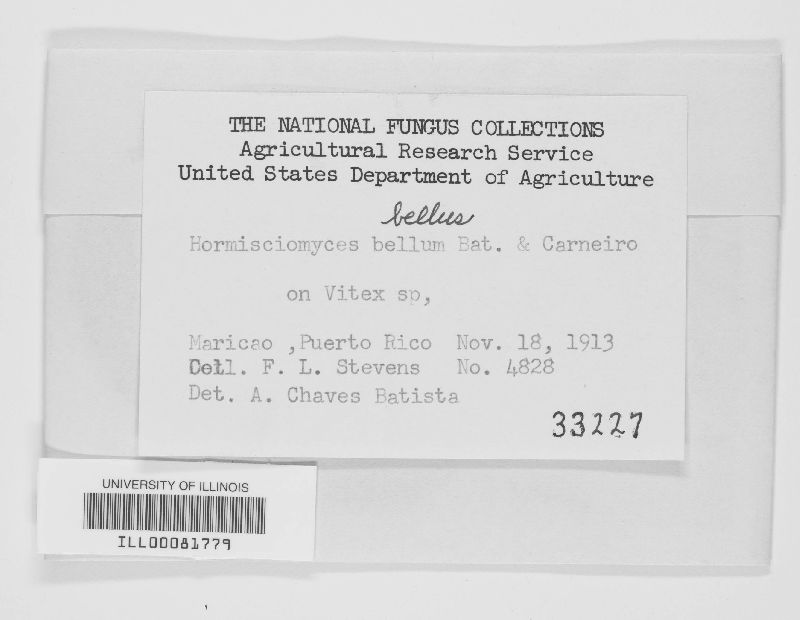 THE NATIONAL FUNGUS COLLECTIONS
Agricultural Research Service
United States Department of Agriculture
bellus
Hormisciomyces bellum Bat. & Carneiro
on Vitex sp,
Maricao ,Puerto Rico Nov. 18, 1913
Coll. F. L. Stevens No. 4828
Det. A. Chaves Batista
33227
UNIVERSITY OF ILLINOIS
ILL00081779